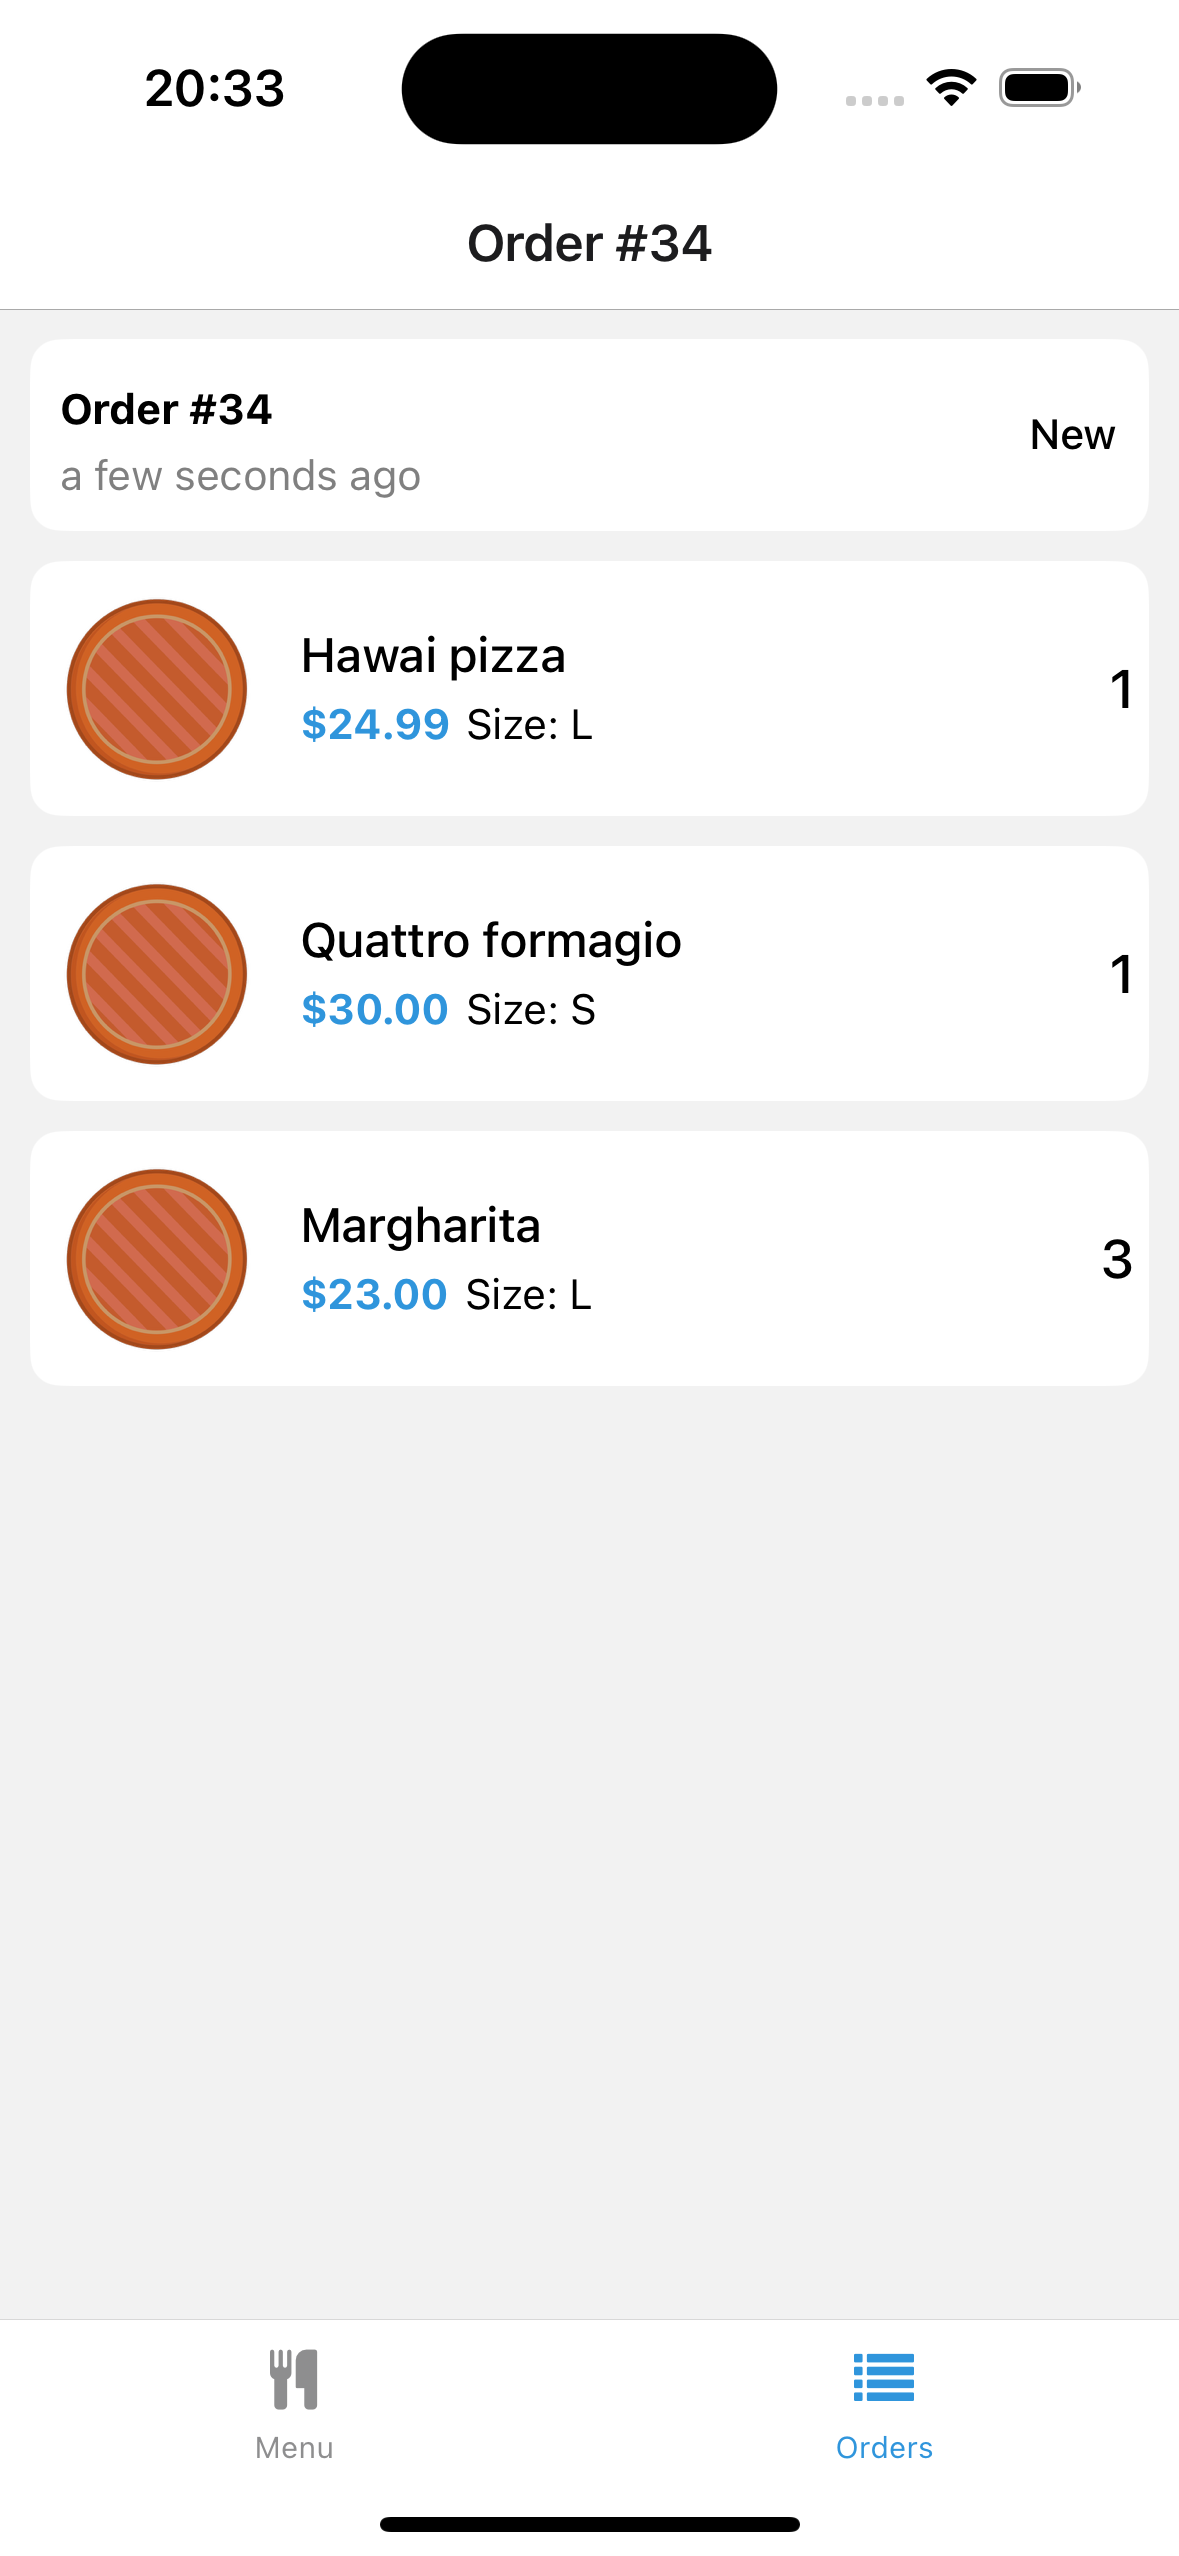 20:33
Order #34
Order #34
a few seconds ago
New
Hawai pizza
$24.99 Size: L
1
Quattro formagio
$30.00 Size: S
1
Margharita
$23.00 Size: L
3
Menu
Orders